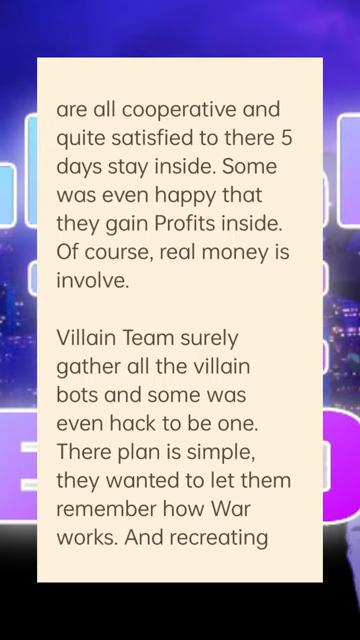 are all cooperative and
quite satisfied to there 5
days stay inside. Some
was even happy that
they gain Profits inside.
Of course, real money is
involve.
Villain Team surely
gather all the villain
bots and some was
even hack to be one.
There plan is simple,
they wanted to let them
remember how War
works. And recreating